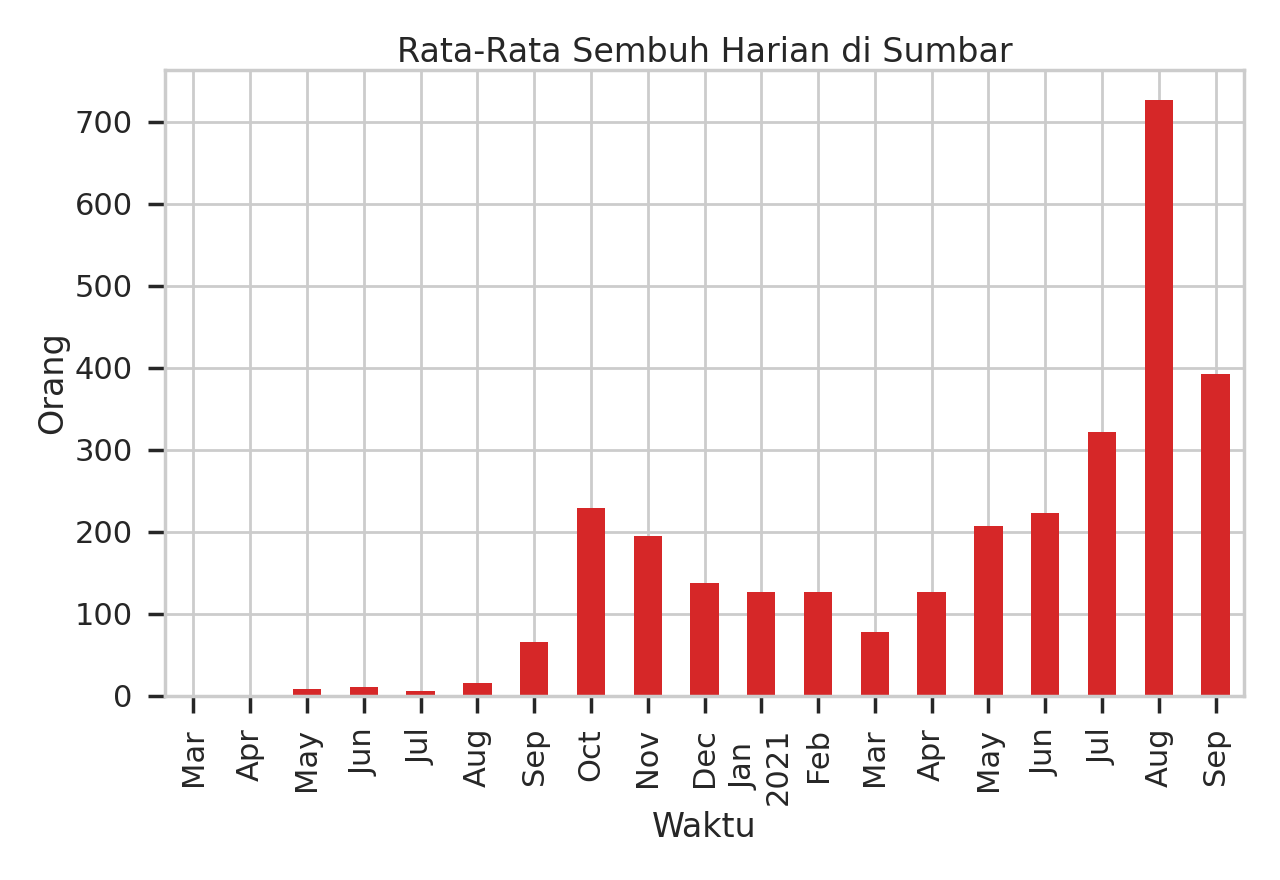 Rata-Rata Sembuh Harian di Sumbar
Orang
700
600
500
400
300
200
100
0
Mar
Apr
May
Jun
Jul
Aug
Sep
Oct
Nov
Dec
Jan
2021
Feb
Mar
Apr
May
Jun
Jul
Aug
Sep
Waktu